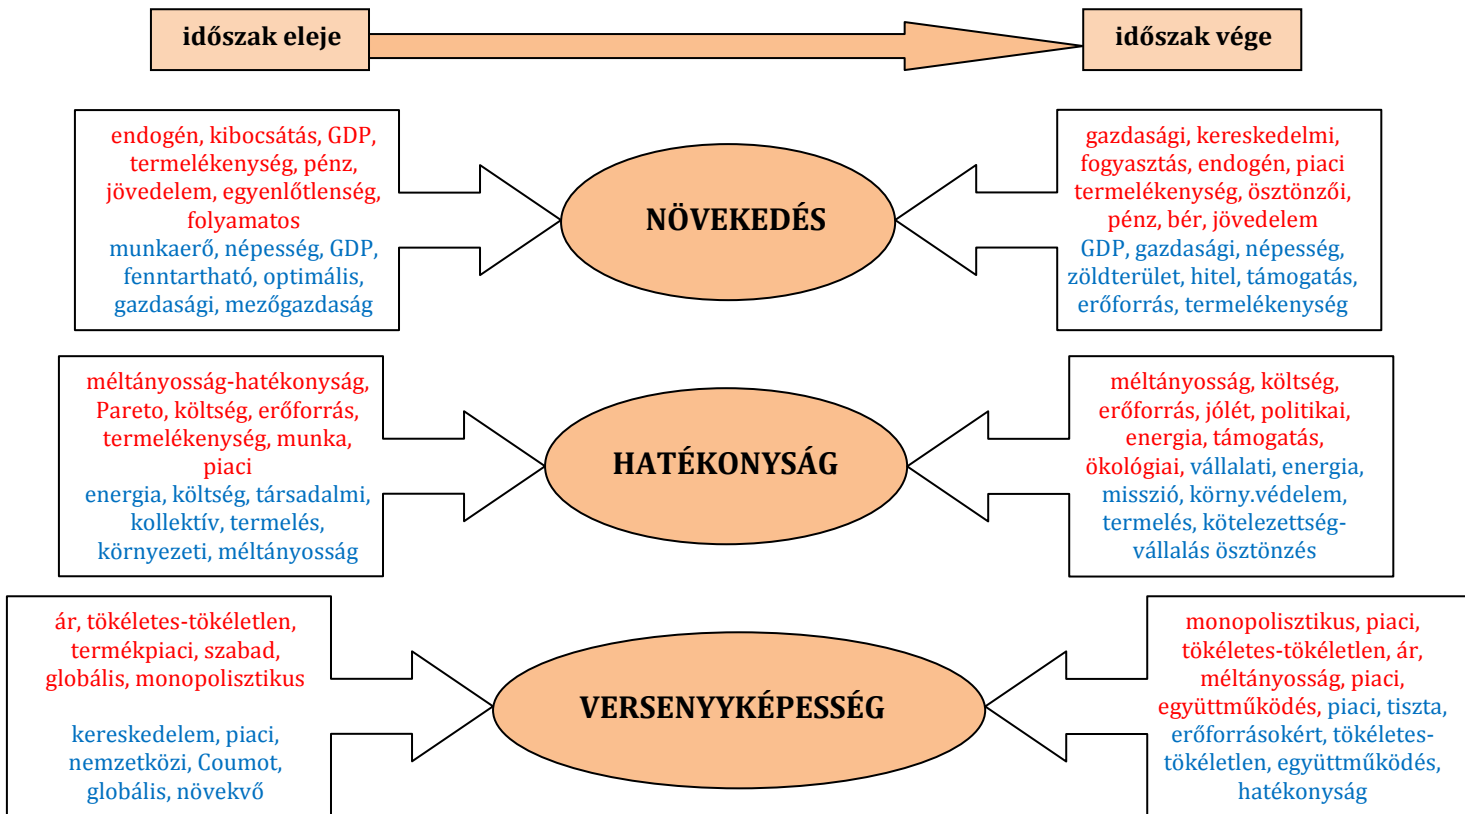 időszak eleje
időszak vége
endogén, kibocsátás, GDP,
termelékenység, pénz,
jövedelem, egyenlőtlenség,
folyamatos
munkaerő, népesség, GDP,
fenntartható, optimális,
gazdasági, mezőgazdaság
NÖVEKEDÉS
gazdasági, kereskedelmi,
fogyasztás, endogén, piaci
termelékenység, ösztönzői,
pénz, bér, jövedelem
GDP, gazdasági, népesség,
zöldterület, hitel, támogatás,
erőforrás, termelékenység
méltányosság-hatékonyság,
Pareto, költség, erőforrás,
termelékenység, munka,
piaci
energia, költség, társadalmi,
kollektív, termelés,
környezeti, méltányosság
HATÉKONYSÁG
méltányosság, költség,
erőforrás, jólét, politikai,
energia, támogatás,
ökológiai, vállalati, energia,
misszió, körny.védelem,
termelés, kötelezettség-
vállalás ösztönzés
ár, tökéletes-tökéletlen,
termékpiaci, szabad,
globális, monopolisztikus
kereskedelem, piaci,
nemzetközi, Coumot,
globális, növekvő
VERSENYYKÉPESSÉG
monopolisztikus, piaci,
tökéletes-tökéletlen, ár,
méltányosság, piaci,
együttműködés, piaci, tiszta,
erőforrásokért, tökéletes-
tökéletlen, együttműködés,
hatékonyság